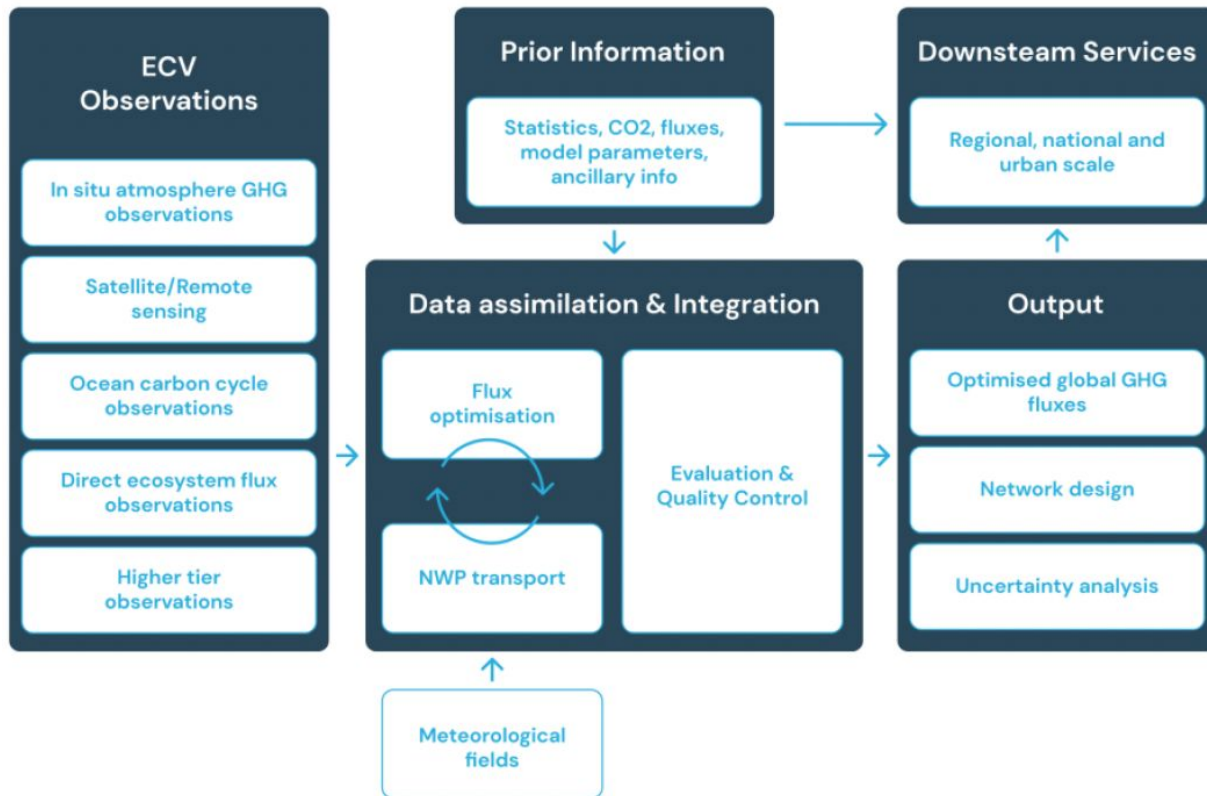 ECV
Observations
In situ atmosphere GHG
observations
Satellite/Remote
sensing
Ocean carbon cycle
observations
Direct ecosystem flux
observations
Higher tier
observations
Prior Information
Statistics, CO2, fluxes,
model parameters,
ancillary info
Downsteam Services
Regional, national and
urban scale
Data assimilation & Integration
Flux
optimisation
NWP transport
Evaluation &
Quality Control
Output
Optimised global GHG
fluxes
Network design
Uncertainty analysis
Meteorological
fields